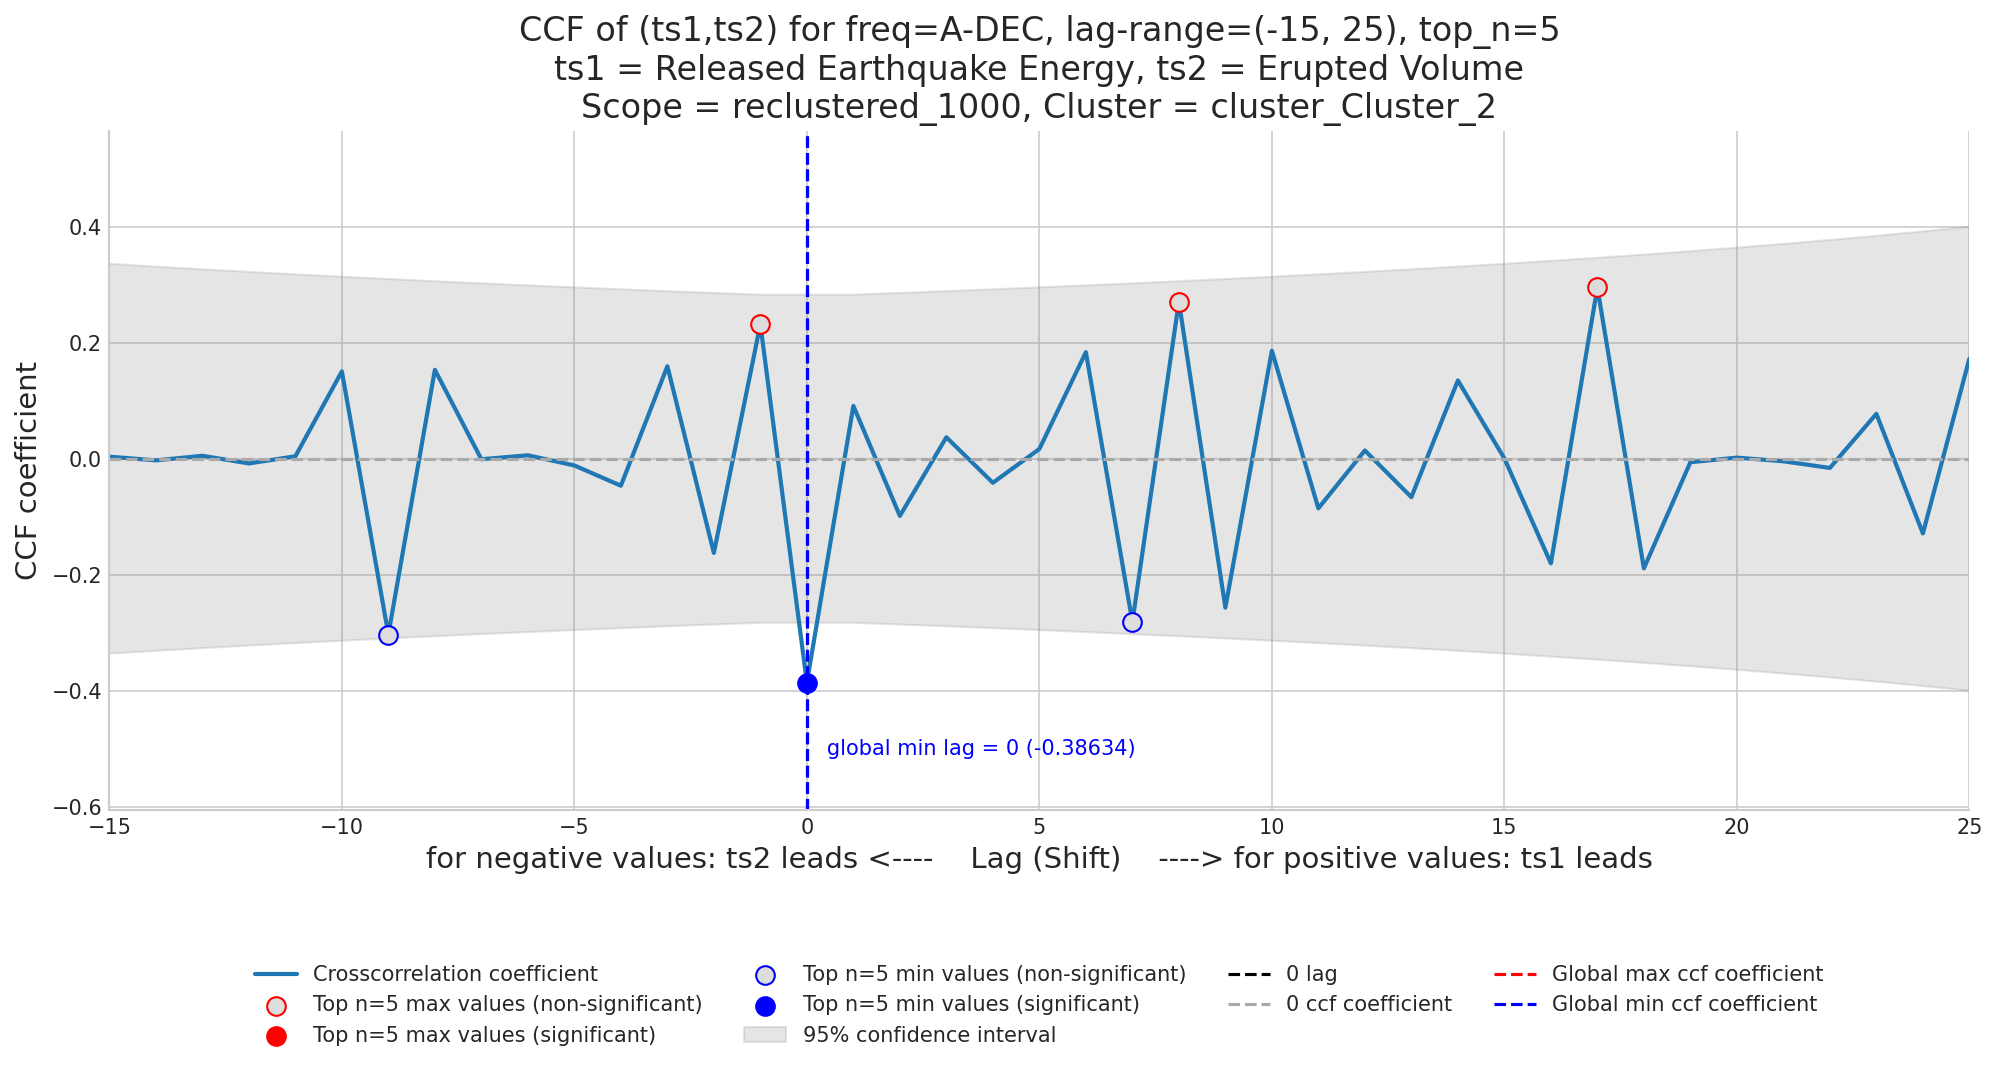 CCF of (ts1,ts2) for freq=A-DEC, lag-range=(-15, 25), top_n=5
ts1 = Released Earthquake Energy, ts2 = Erupted Volume
Scope = reclustered_1000, Cluster = cluster_Cluster_2
CCF coefficient
0.4
0.2
0.0
−0.2
−0.4
−0.6
global min lag = 0 (-0.38634)
−15 −10 −5 0 5 10 15 20 25
for negative values: ts2 leads <---- Lag (Shift) ----> for positive values: ts1 leads
Crosscorrelation coefficient
Top n=5 max values (non-significant)
Top n=5 max values (significant)
Top n=5 min values (non-significant)
Top n=5 min values (significant)
95% confidence interval
0 lag
0 ccf coefficient
Global max ccf coefficient
Global min ccf coefficient